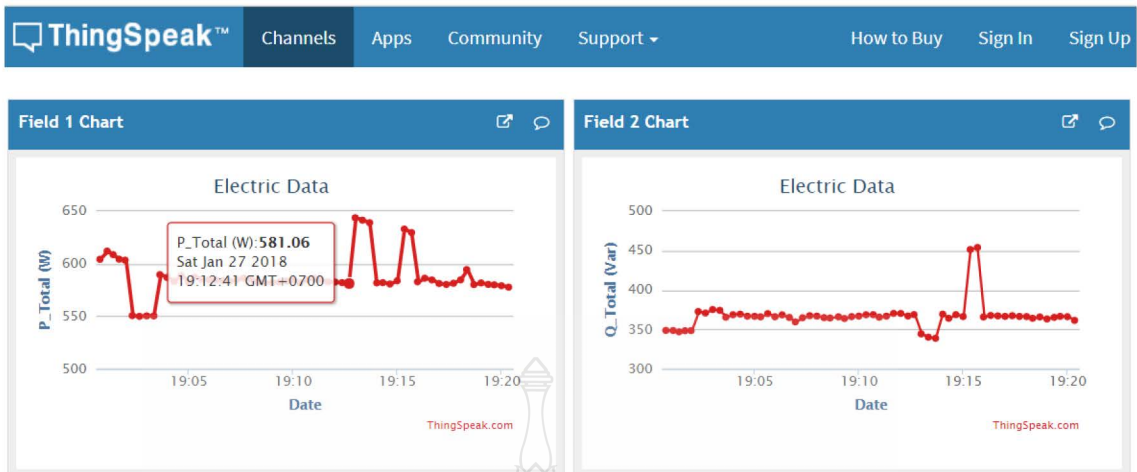 ThingSpeak™ Channels Apps Community Support How to Buy Sign In Sign Up
Field 1 Chart
Electric Data
650
600
550
500
P_Total (W)
P_Total (W):581.06
Sat Jan 27 2018
19:12:41 GMT+0700
19:05 19:10 19:15 19:20
Date
ThingSpeak.com
Field 2 Chart
Electric Data
500
450
400
350
300
Q_Total (Var)
19:05 19:10 19:15 19:20
Date
ThingSpeak.com